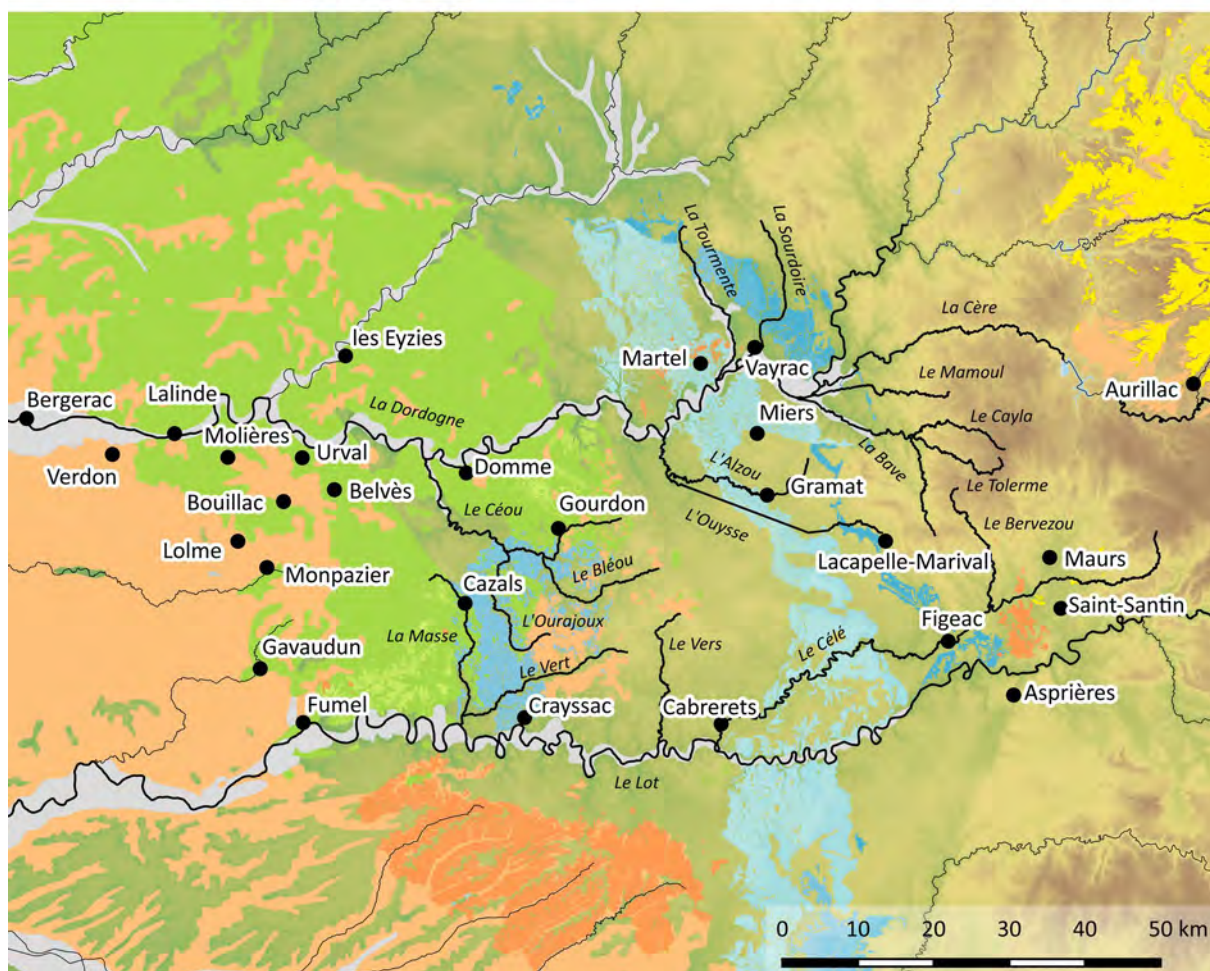 La Tourmente
La Sourdoire
La Cère
les Eyzies
Martel
Vayrac
Le Mamoul
Aurillac
Bergerac
Lalinde
La Dordogne
Miers
Le Cayla
Molières
Urval
Domme
L'Alzou
La Bave
Verdon
Belvès
Gramat
Le Tolerme
Bouillac
Le Céou
Gourdon
L'Ouysse
Le Bervezou
Lolme
Lacapelle-Marival
Maurs
Monpazier
Cazals
Le Bléou
Saint-Santin
L'Ourajoux
Figeac
La Masse
Le Vers
Le Célé
Gavaudun
Le Vert
Asprières
Fumel
Crayssac
Cabrerets
Le Lot
0 10 20 30 40 50 km